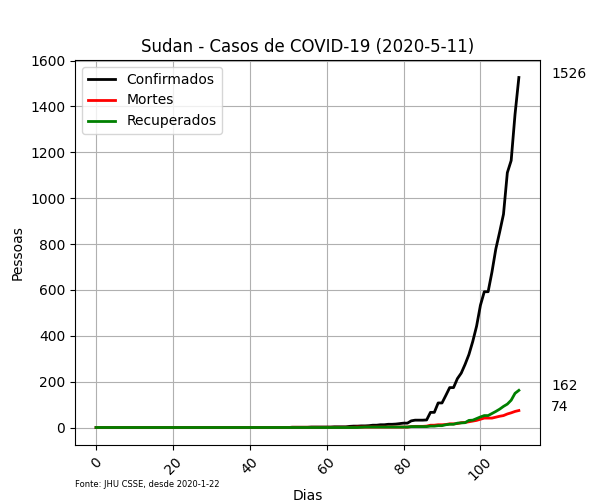 Sudan - Casos de COVID-19 (2020-5-11)
Confirmados
Mortes
Recuperados
Pessoas
1600
1400
1200
1000
800
600
400
200
0
1526
162
74
0
20
40
60
80
100
Fonte: JHU CSSE, desde 2020-1-22
Dias